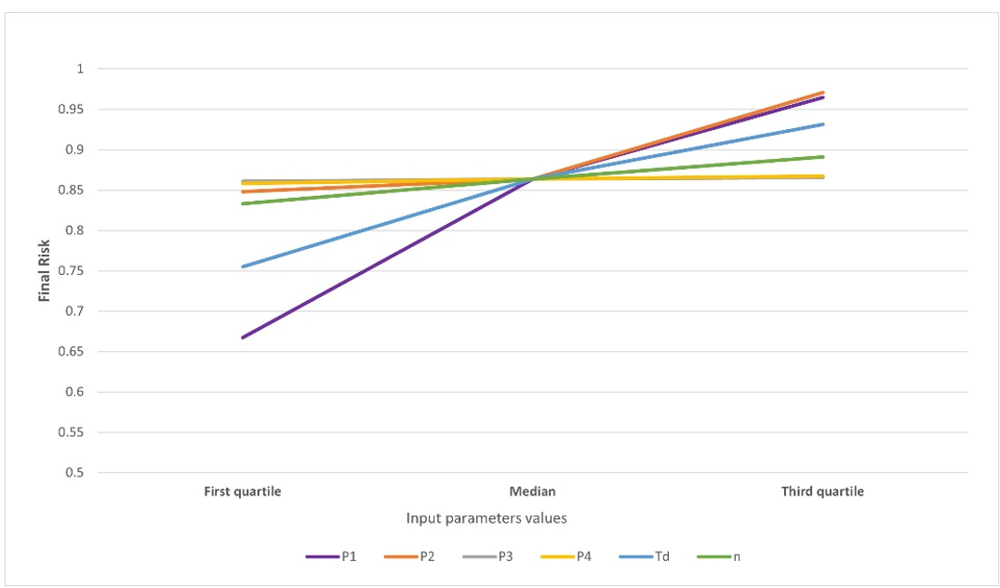 1
0.95
0.9
0.85
0.8
0.75
0.7
0.65
0.6
0.55
0.5
Final Risk
First quartile Median Third quartile
Input parameters values
P1 P2 P3 P4 Td n